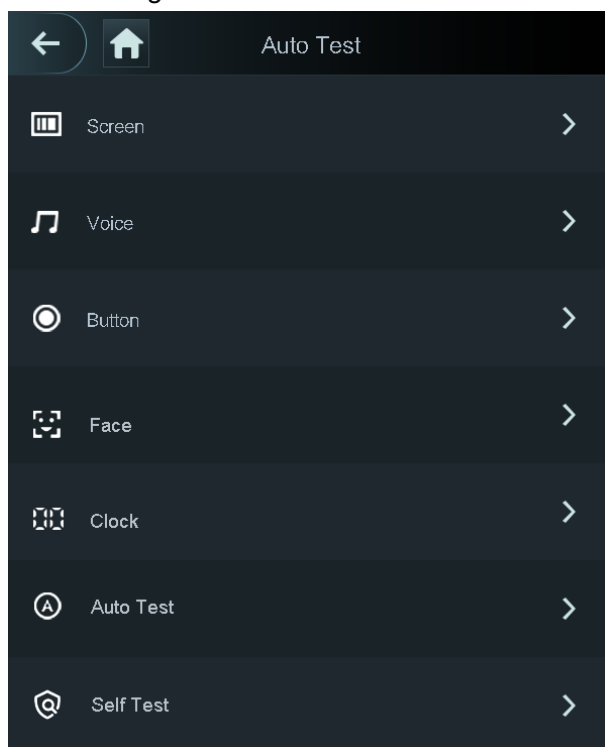 Auto Test
Screen
Voice
Button
Face
Clock
Auto Test
Self Test